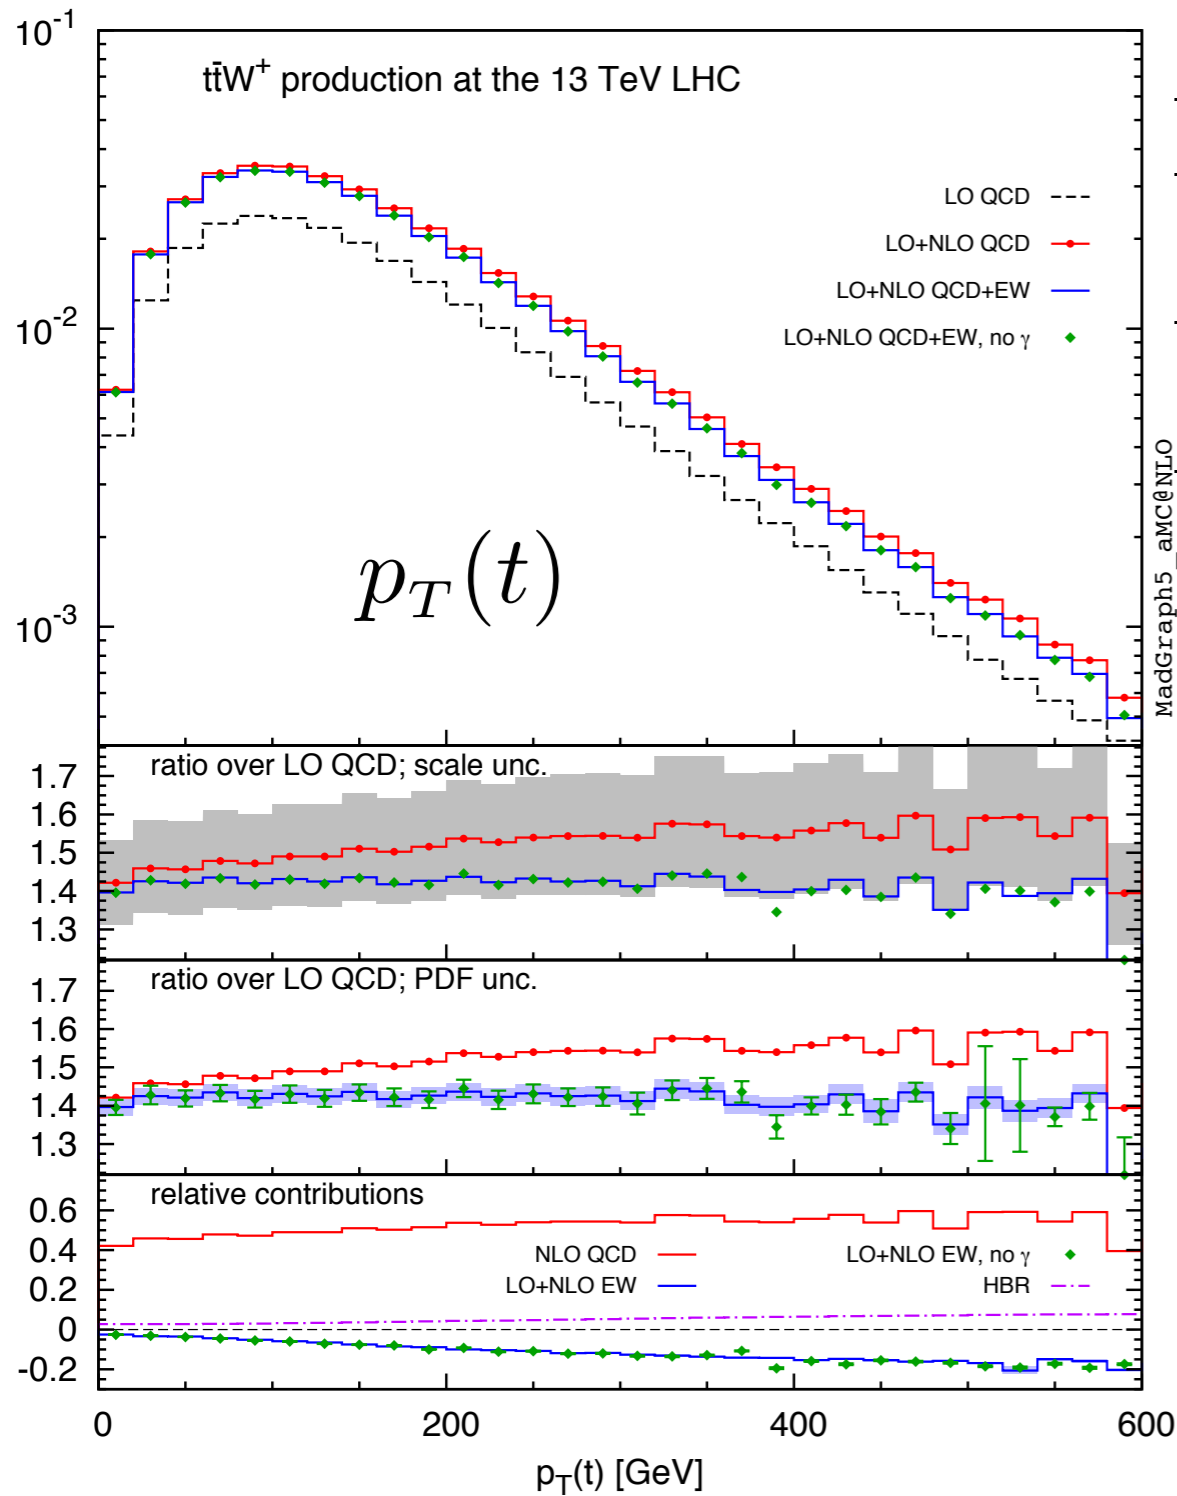 10^-1
tt̄W^+ production at the 13 TeV LHC
LO QCD
LO+NLO QCD
LO+NLO QCD+EW
LO+NLO QCD+EW, no γ
10^-2
p_T(t)
10^-3
MadGraph5_aMC@NLO
ratio over LO QCD; scale unc.
1.7
1.6
1.5
1.4
1.3
ratio over LO QCD; PDF unc.
1.7
1.6
1.5
1.4
1.3
relative contributions
0.6
0.4
0.2
0
-0.2
NLO QCD
LO+NLO EW, no γ
LO+NLO EW
HBR
0 200 400 600
p_T(t) [GeV]